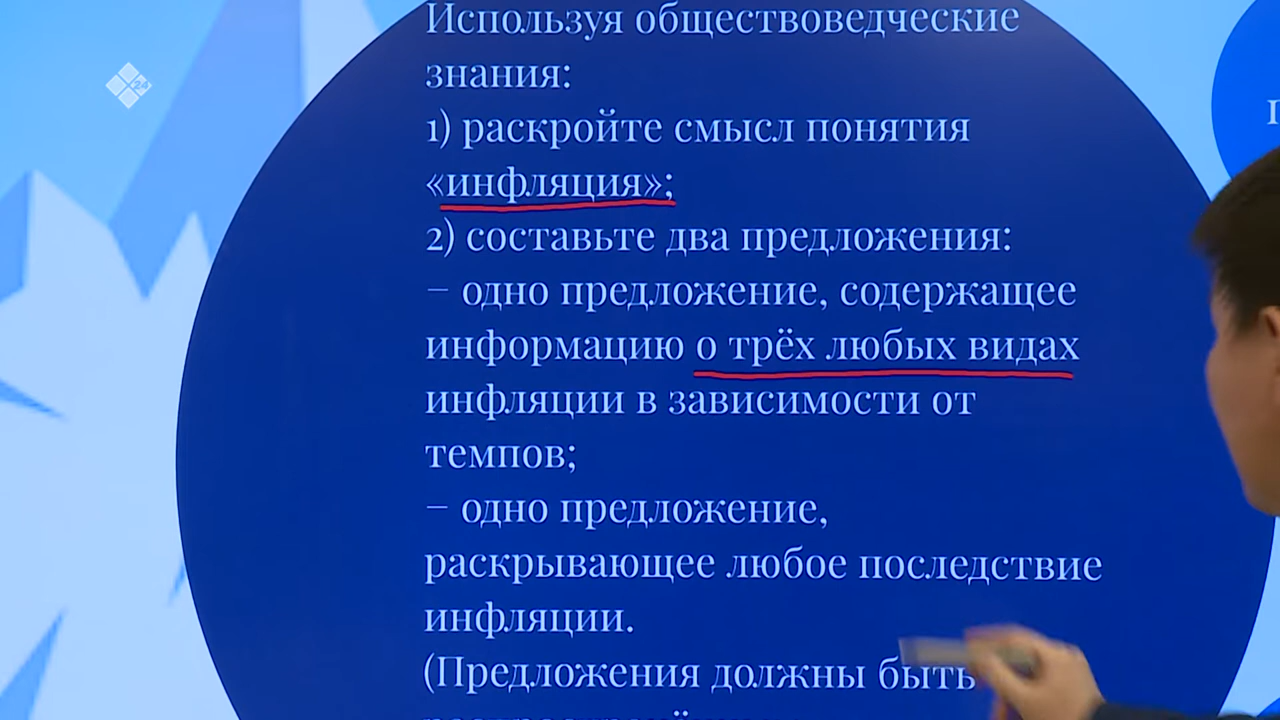 Используя обществоведческие
знания:
1) раскройте смысл понятия
«инфляция»;
2) составьте два предложения:
– одно предложение, содержащее
информацию о трёх любых видах
инфляции в зависимости от
темпов;
– одно предложение,
раскрывающее любое последствие
инфляции.
(Предложения должны быть
24